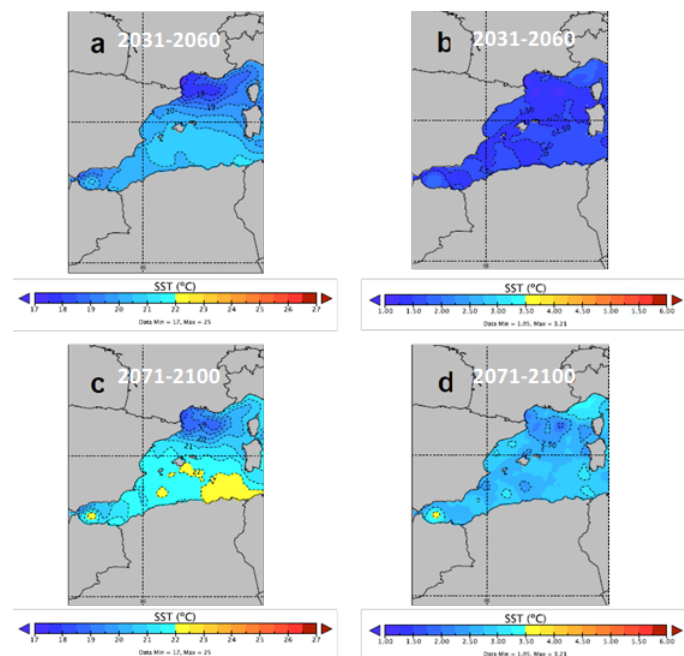 a 2031-2060
b 2031-2060
SST (°C)
17 18 19 20 21 22 23 24 25 26 27
Data Min = 17, Max = 25
SST (°C)
1.00 1.50 2.00 2.50 3.00 3.50 4.00 4.50 5.00 5.50 6.00
Data Min = 1.05, Max = 3.21
c 2071-2100
d 2071-2100
SST (°C)
17 18 19 20 21 22 23 24 25 26 27
Data Min = 17, Max = 25
SST (°C)
1.00 1.50 2.00 2.50 3.00 3.50 4.00 4.50 5.00 5.50 6.00
Data Min = 1.05, Max = 3.21